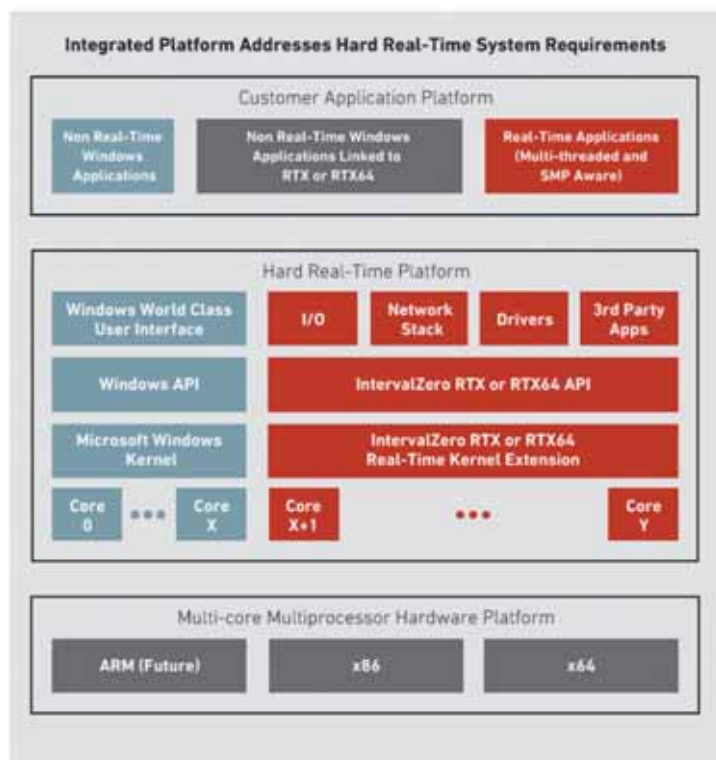 Integrated Platform Addresses Hard Real-Time System Requirements
Customer Application Platform
Non Real-Time
Windows
Applications
Non Real-Time Windows
Applications Linked to
RTX or RTX64
Real-Time Applications
(Multi-threaded and
SMP Aware)
Hard Real-Time Platform
Windows World Class
User Interface
I/O
Network
Stack
Drivers
3rd Party
Apps
Windows API
IntervalZero RTX or RTX64 API
Microsoft Windows
Kernel
IntervalZero RTX or RTX64
Real-Time Kernel Extension
Core
0
Core
X
Core
X+1
Core
Y
Multi-core Multiprocessor Hardware Platform
ARM (Future)
x86
x64